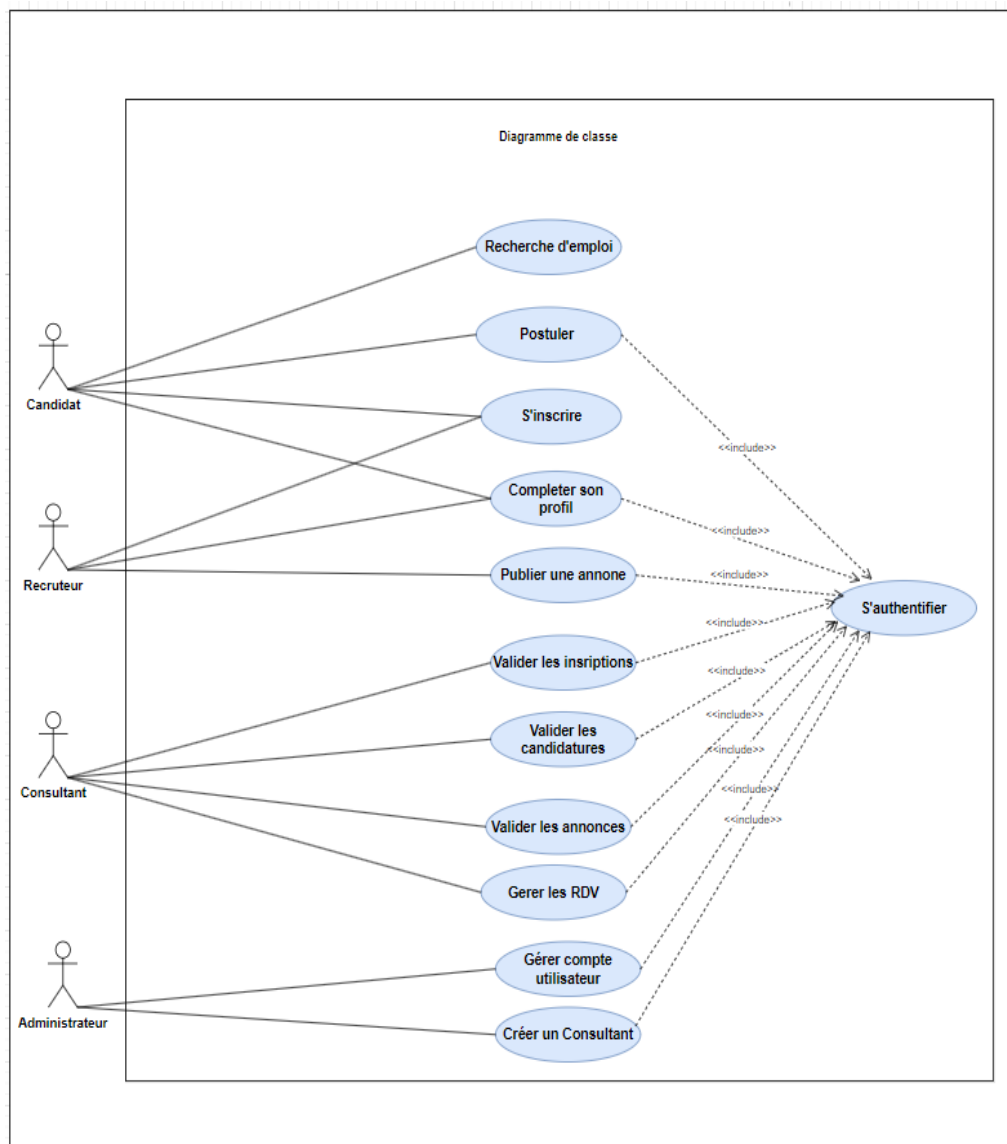 Diagramme de classe
Recherche d'emploi
Postuler
Candidat
S'inscrire
<<include>>
Completer son
profil
<<include>>
Recruteur
Publier une annone
<<include>>
S'authentifier
<<include>>
Valider les insriptions
<<include>>
Valider les
candidatures
<<include>>
Consultant
<<include>>
<<include>>
Valider les annonces
<<include>>
Gerer les RDV
Gérer compte
utilisateur
Administrateur
Créer un Consultant